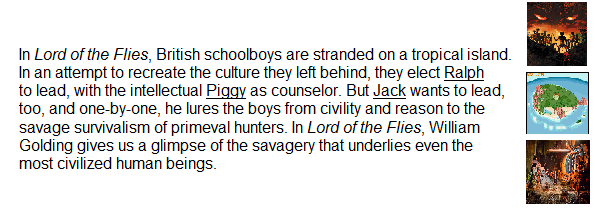 In Lord of the Flies, British schoolboys are stranded on a tropical island.
In an attempt to recreate the culture they left behind, they elect Ralph
to lead, with the intellectual Piggy as counselor. But Jack wants to lead,
too, and one-by-one, he lures the boys from civility and reason to the
savage survivalism of primeval hunters. In Lord of the Flies, William
Golding gives us a glimpse of the savagery that underlies even the
most civilized human beings.